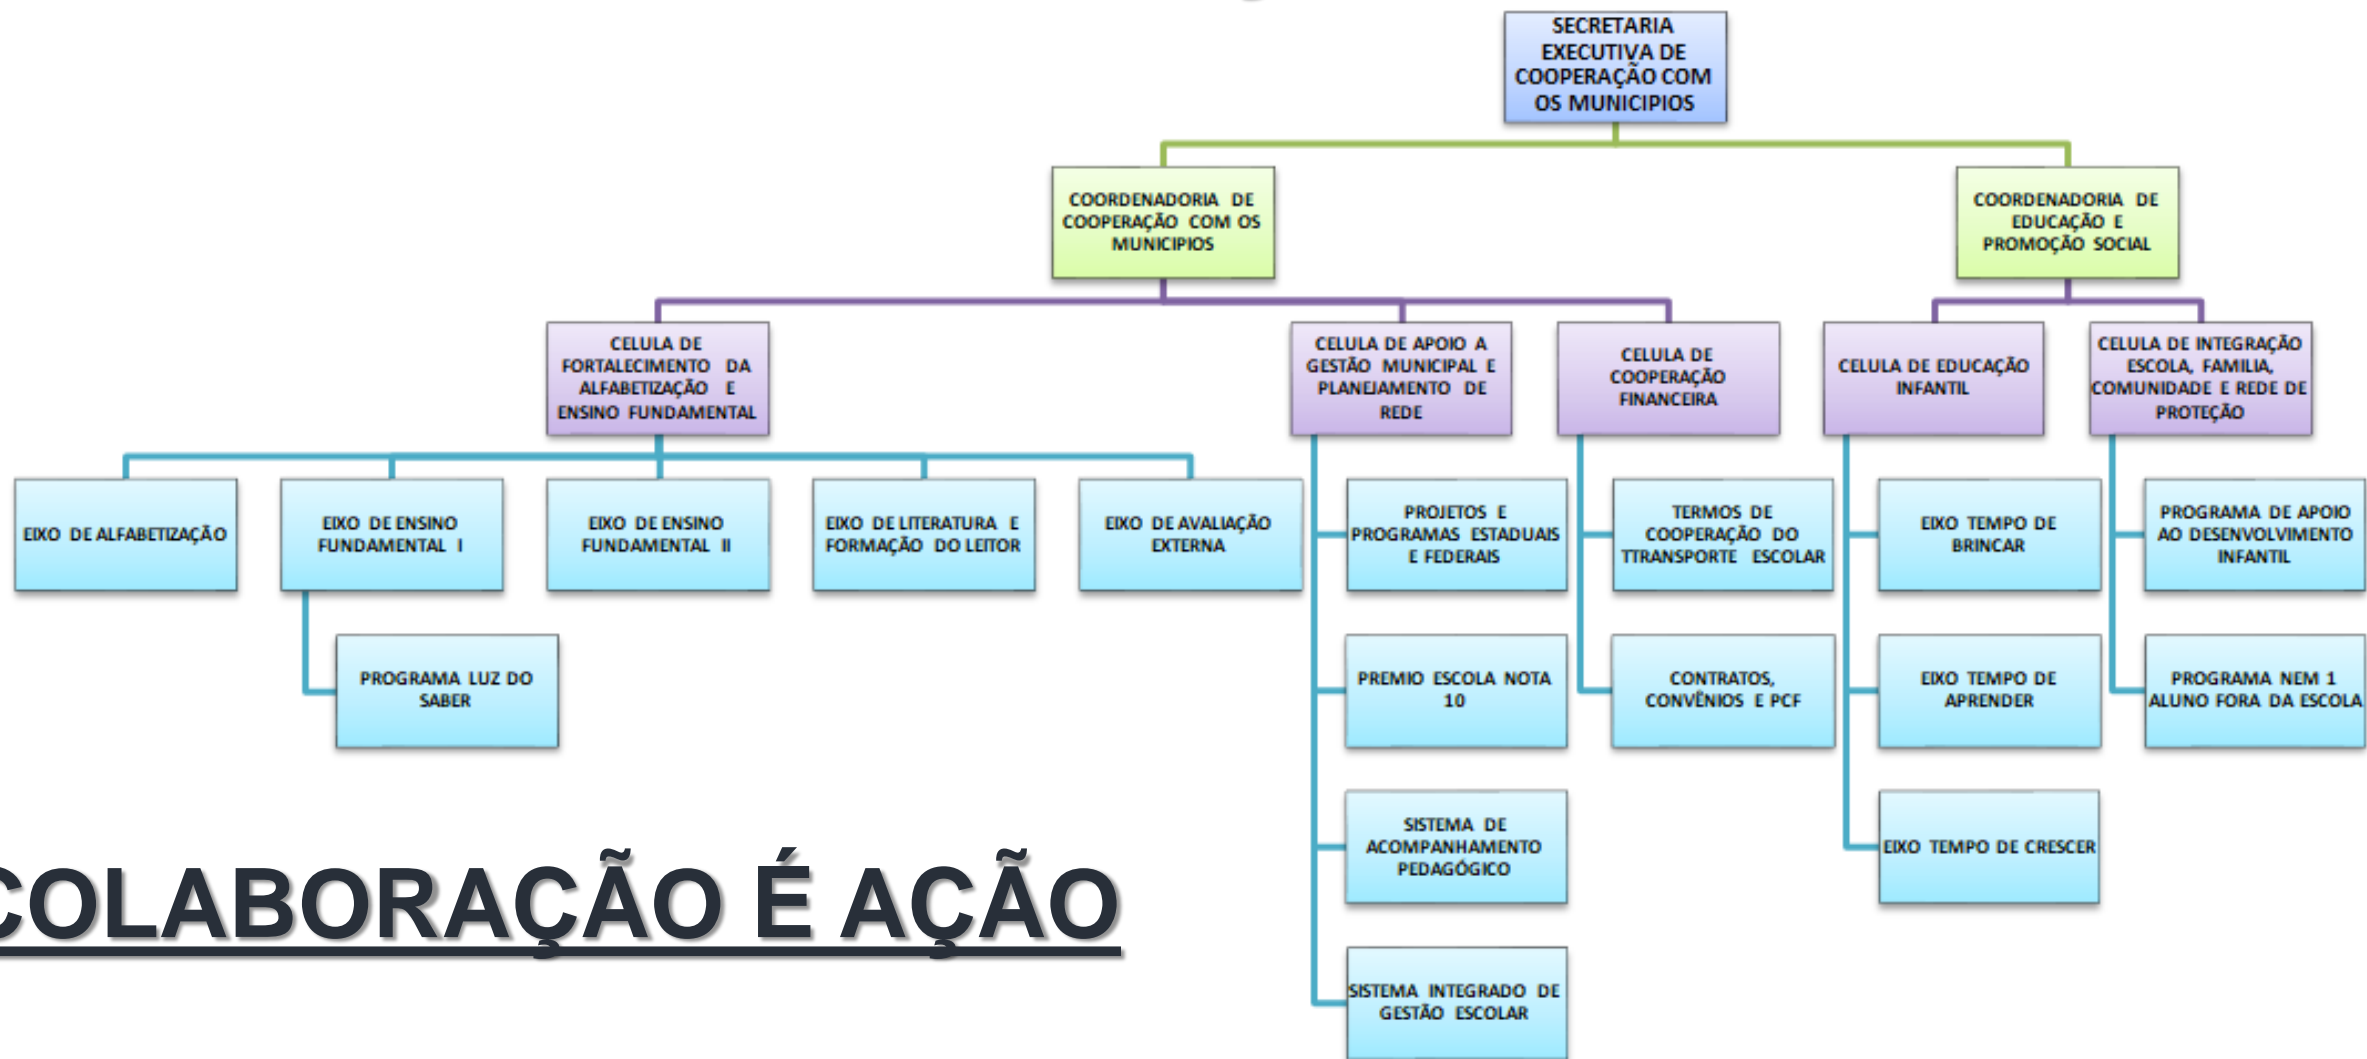 SECRETARIA
EXECUTIVA DE
COOPERAÇÃO COM
OS MUNICIPIOS
COORDENADORIA DE
COOPERAÇÃO COM OS
MUNICIPIOS
COORDENADORIA DE
EDUCAÇÃO E
PROMOÇÃO SOCIAL
CELULA DE
FORTALECIMENTO DA
ALFABETIZAÇÃO E
ENSINO FUNDAMENTAL
CELULA DE APOIO A
GESTÃO MUNICIPAL E
PLANEJAMENTO DE
REDE
CELULA DE
COOPERAÇÃO
FINANCEIRA
CELULA DE EDUCAÇÃO
INFANTIL
CELULA DE INTEGRAÇÃO
ESCOLA, FAMILIA,
COMUNIDADE E REDE DE
PROTEÇÃO
EIXO DE ALFABETIZAÇÃO
EIXO DE ENSINO
FUNDAMENTAL I
EIXO DE ENSINO
FUNDAMENTAL II
EIXO DE LITERATURA E
FORMAÇÃO DO LEITOR
EIXO DE AVALIAÇÃO
EXTERNA
PROJETOS E
PROGRAMAS ESTADUAIS
E FEDERAIS
TERMOS DE
COOPERAÇÃO DO
TTRANSPORTE ESCOLAR
EIXO TEMPO DE
BRINCAR
PROGRAMA DE APOIO
AO DESENVOLVIMENTO
INFANTIL
PROGRAMA LUZ DO
SABER
PREMIO ESCOLA NOTA
10
CONTRATOS,
CONVÊNIOS E PCF
EIXO TEMPO DE
APRENDER
PROGRAMA NEM 1
ALUNO FORA DA ESCOLA
SISTEMA DE
ACOMPANHAMENTO
PEDAGÓGICO
EIXO TEMPO DE CRESCER
COLABORAÇÃO É AÇÃO
SISTEMA INTEGRADO DE
GESTÃO ESCOLAR